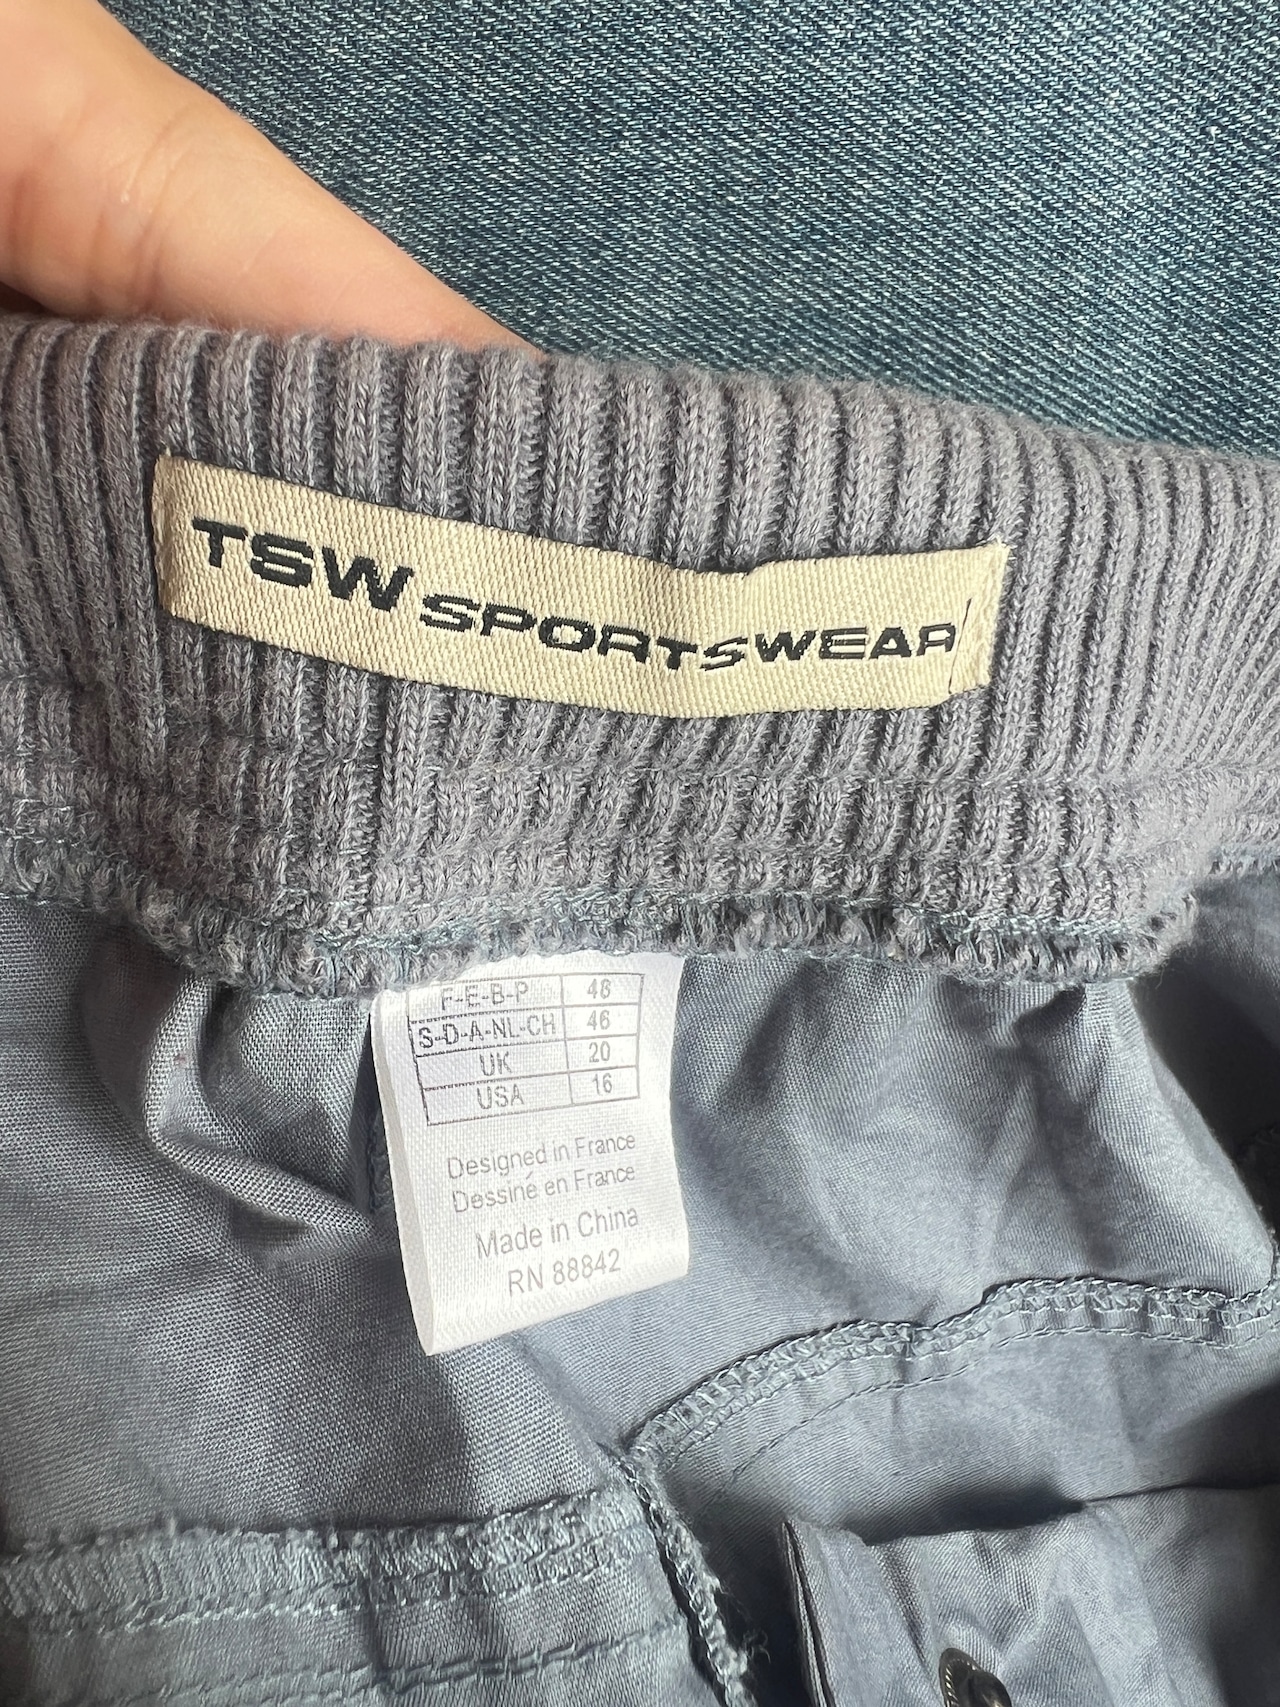 TSW SPORTSWEAR
F-E-B-P 48
S-D-A-NL-CH 46
UK 20
USA 16
Designed in France
Dessiné en France
Made in China
RN 88842